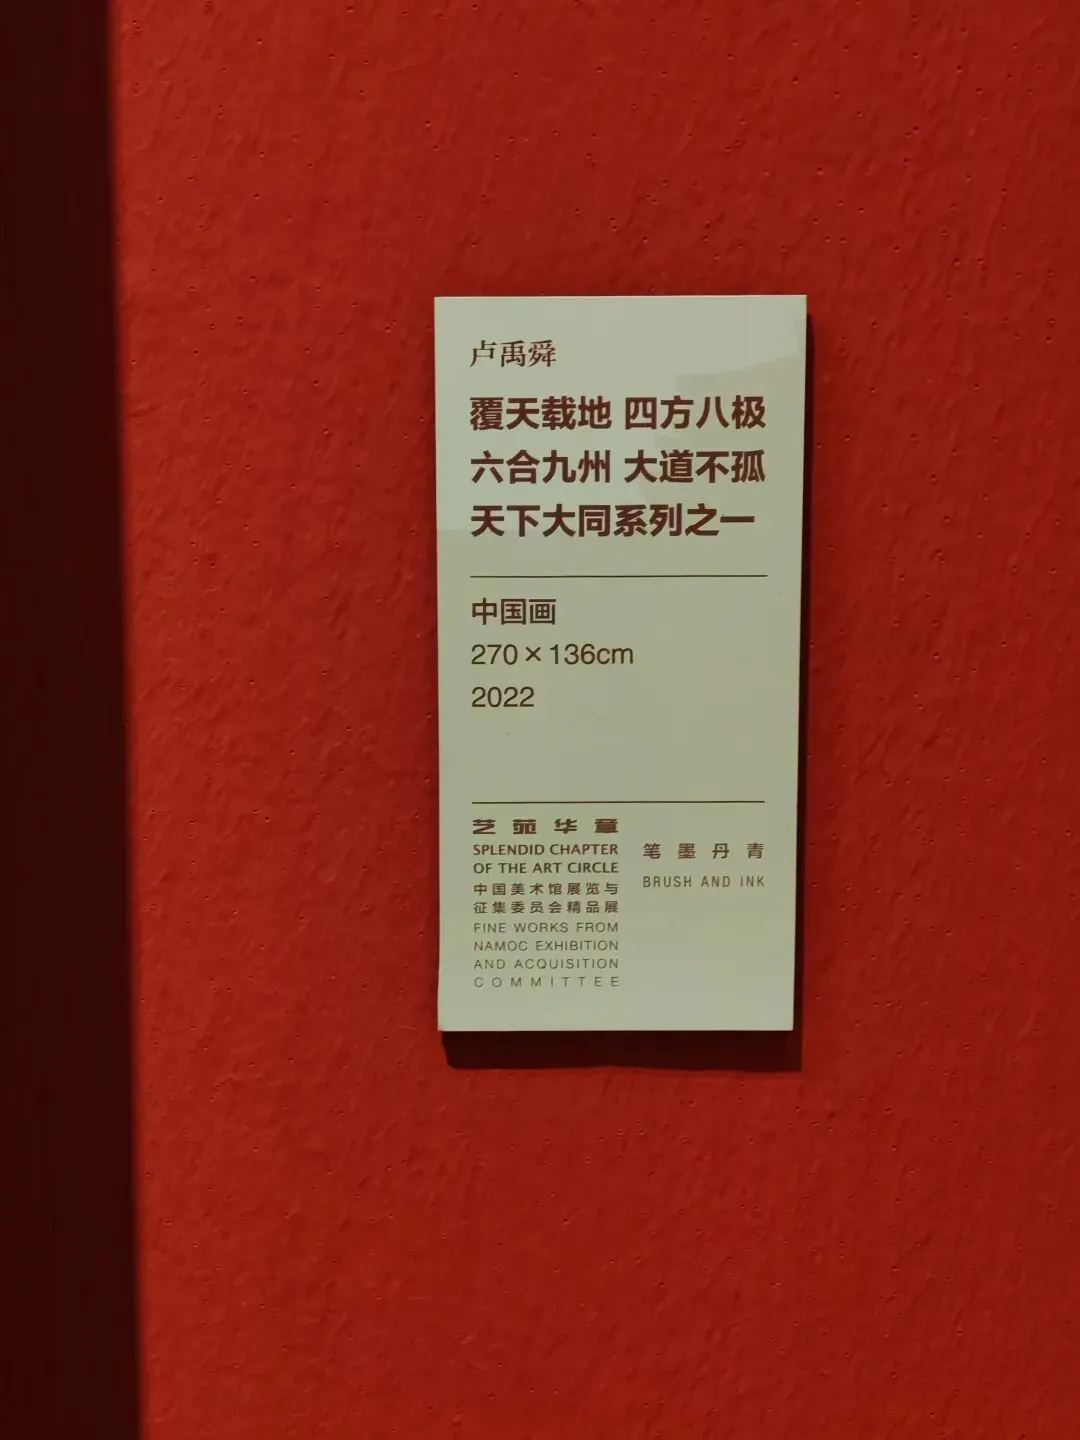 卢禹舜
覆天载地 四方八极
六合九州 大道不孤
天下大同系列之一
中国画
270×136cm
2022
艺苑华章
SPLENDID CHAPTER
OF THE ART CIRCLE
中国美术馆展览与
征集委员会精品展
FINE WORKS FROM
NAMOC EXHIBITION
AND ACQUISITION
COMMITTEE
笔墨丹青
BRUSH AND INK